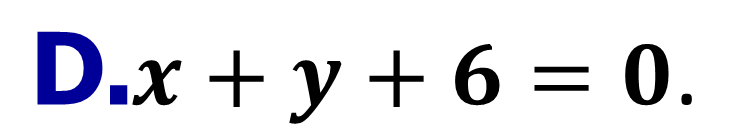 D.x + y + 6 = 0.